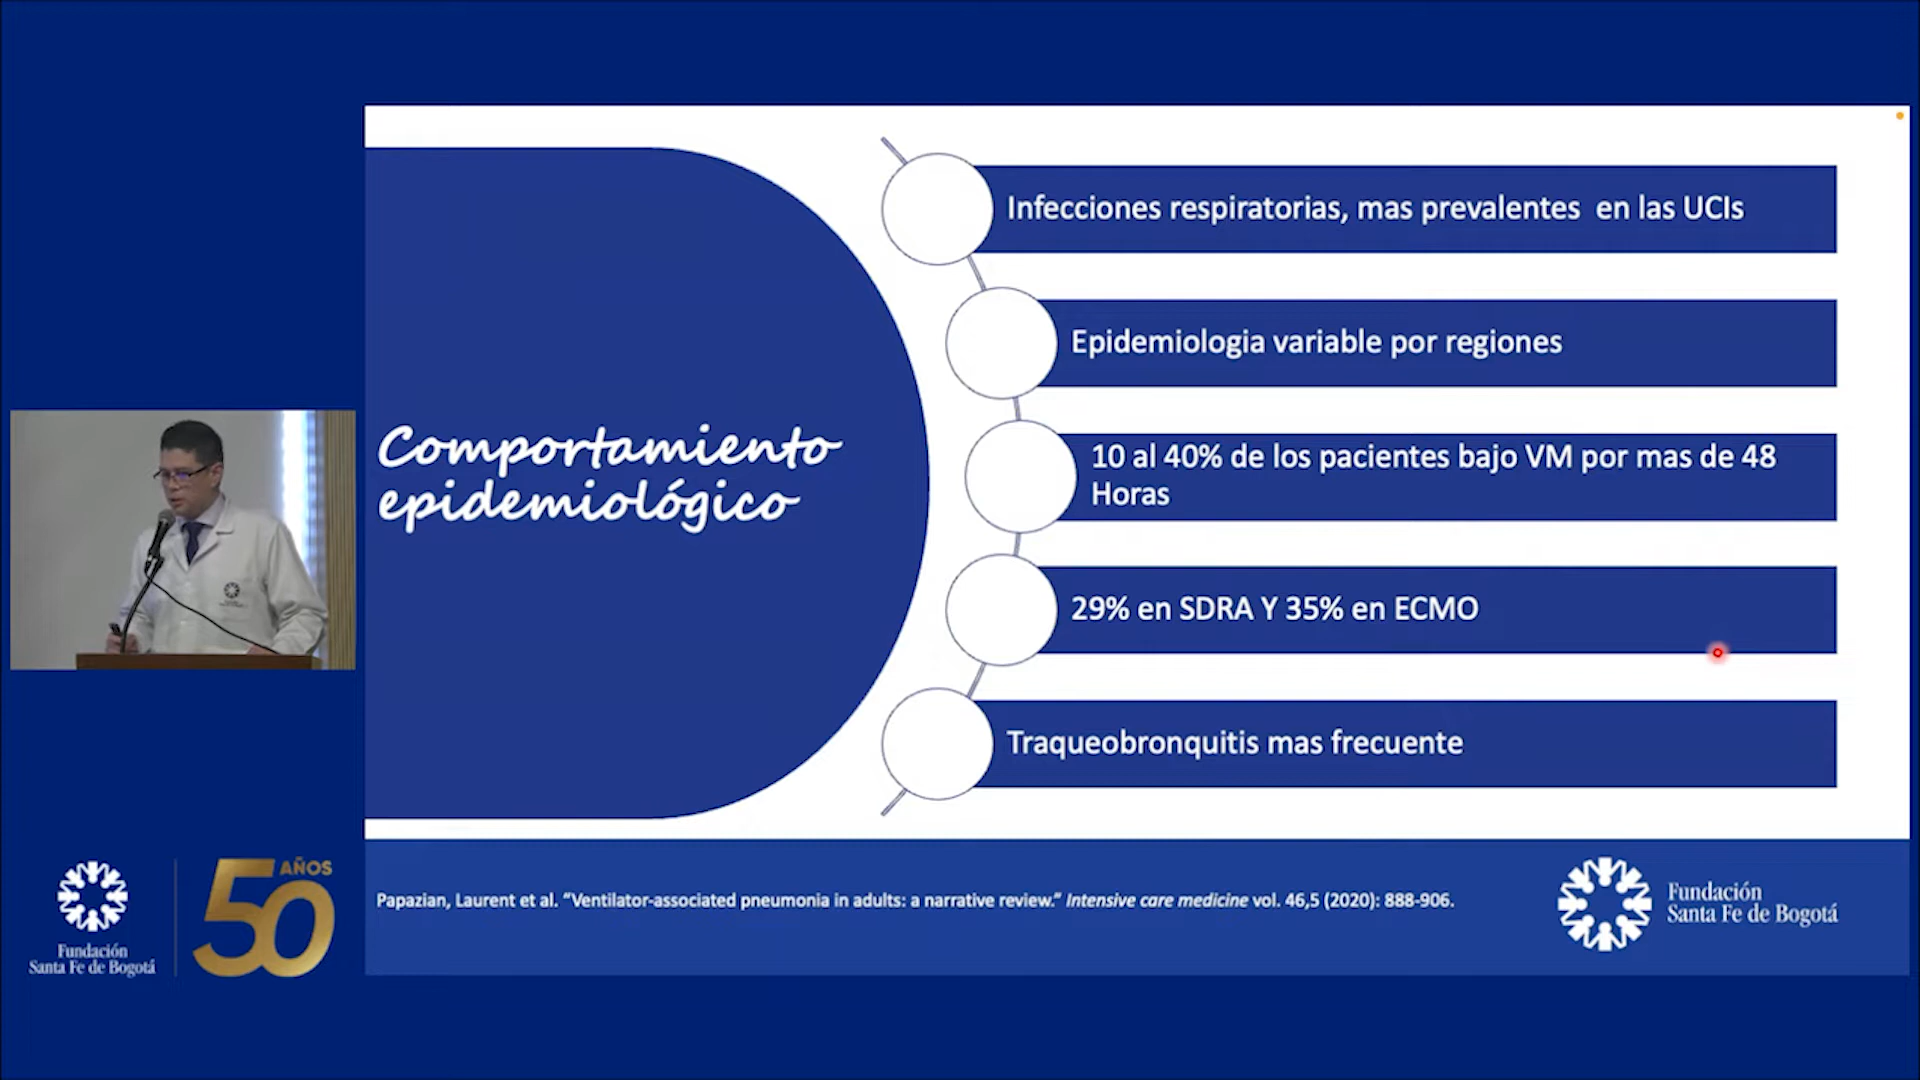 Comportamiento
epidemiológico
Infecciones respiratorias, mas prevalentes en las UCIs
Epidemiologia variable por regiones
10 al 40% de los pacientes bajo VM por mas de 48
Horas
29% en SDRA Y 35% en ECMO
Traqueobronquitis mas frecuente
Papazian, Laurent et al. “Ventilator-associated pneumonia in adults: a narrative review.” Intensive care medicine vol. 46,5 (2020): 888-906.
Fundación
Santa Fe de Bogotá
Fundación
Santa Fe de Bogotá
50 AÑOS